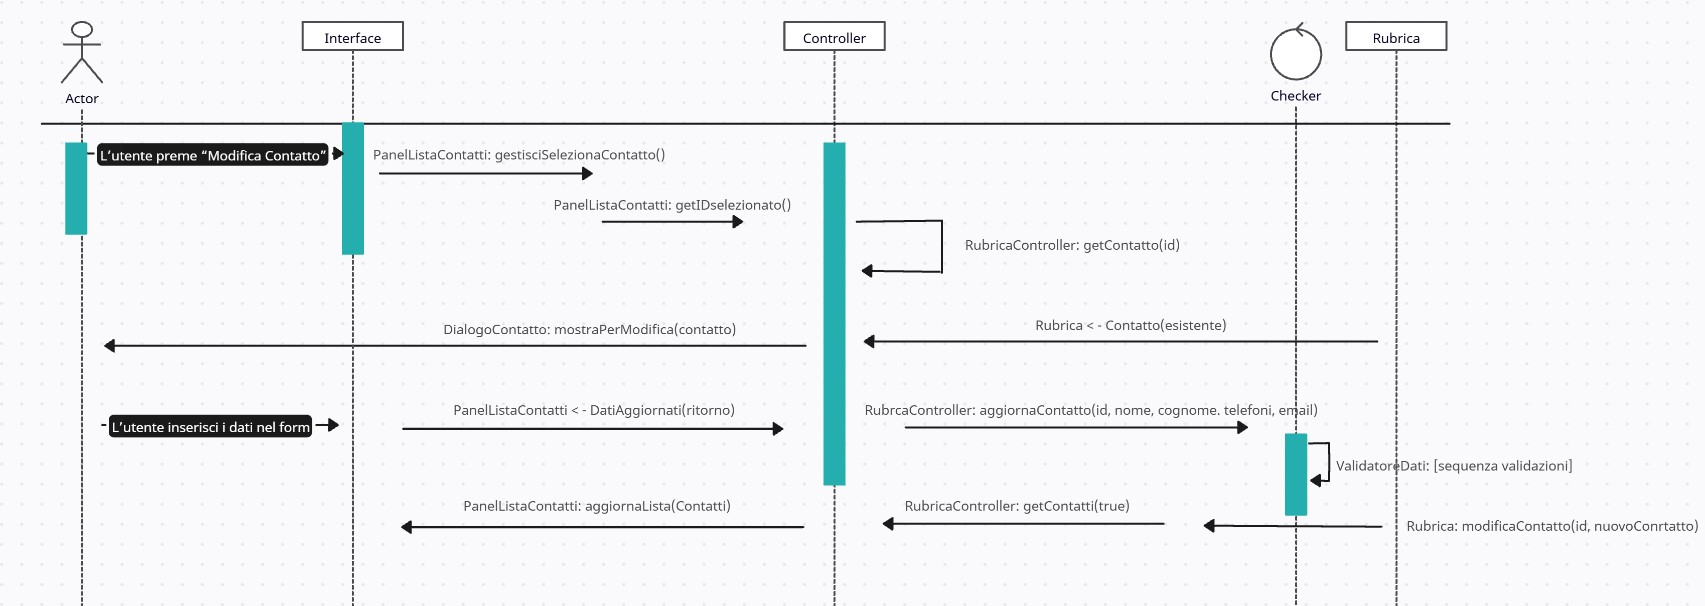 Interface
Controller
Rubrica
Actor
Checker
L'utente preme “Modifica Contatto”
PanelListaContatti: gestisciSelezionaContatto()
PanelListaContatti: getIDselezionato()
RubricaController: getContatto(id)
DialogoContatto: mostraPerModifica(contatto)
Rubrica < - Contatto(esistente)
L'utente inserisci i dati nel form
PanelListaContatti < - DatiAggiornati(ritorno)
RubrcaController: aggiornaContatto(id, nome, cognome. telefoni, email)
ValidatoreDati: [sequenza validazioni]
PanelListaContatti: aggiornaLista(Contatti)
RubricaController: getContatti(true)
Rubrica: modificaContatto(id, nuovoConrtatto)